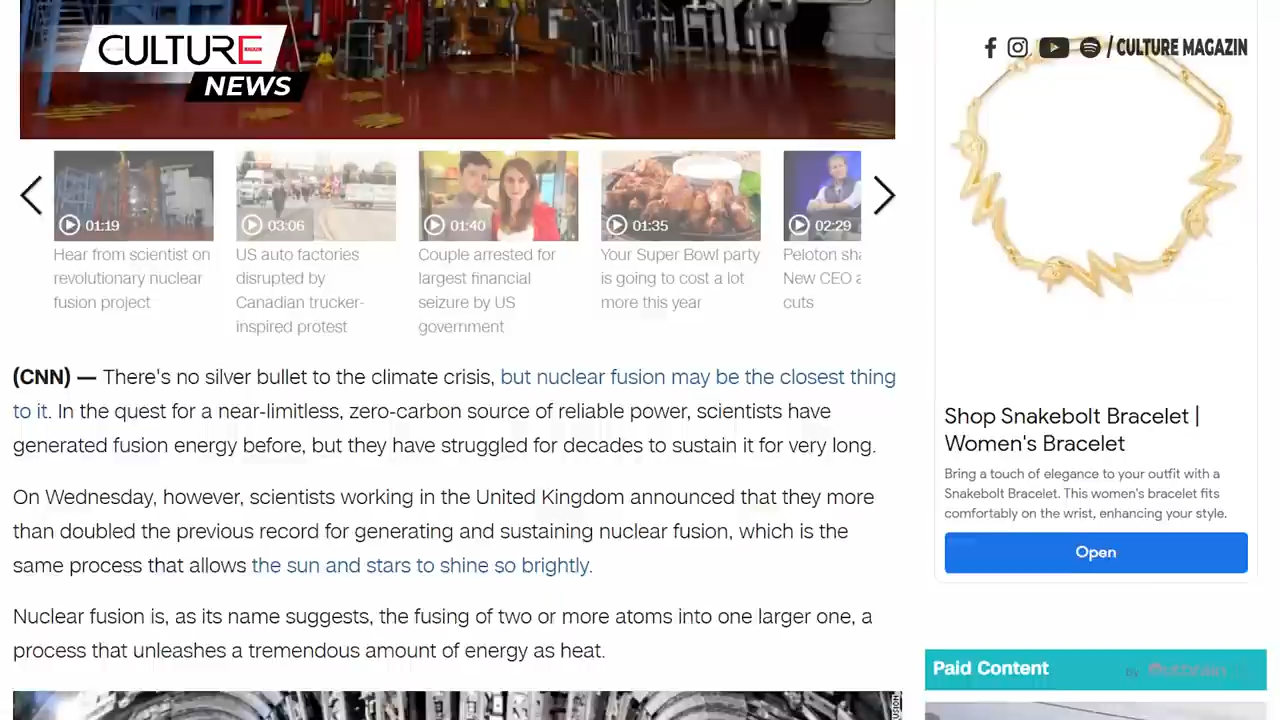 CULTURE
NEWS
/ CULTURE MAGAZIN
01:19
03:06
01:40
01:35
02:29
Hear from scientist on
revolutionary nuclear
fusion project
US auto factories
disrupted by
Canadian trucker-
inspired protest
Couple arrested for
largest financial
seizure by US
government
Your Super Bowl party
is going to cost a lot
more this year
Peloton sha
New CEO a
cuts
(CNN) — There's no silver bullet to the climate crisis, but nuclear fusion may be the closest thing
to it. In the quest for a near-limitless, zero-carbon source of reliable power, scientists have
generated fusion energy before, but they have struggled for decades to sustain it for very long.
On Wednesday, however, scientists working in the United Kingdom announced that they more
than doubled the previous record for generating and sustaining nuclear fusion, which is the
same process that allows the sun and stars to shine so brightly.
Nuclear fusion is, as its name suggests, the fusing of two or more atoms into one larger one, a
process that unleashes a tremendous amount of energy as heat.
Shop Snakebolt Bracelet |
Women's Bracelet
Bring a touch of elegance to your outfit with a
Snakebolt Bracelet. This women's bracelet fits
comfortably on the wrist, enhancing your style.
Open
Paid Content
by